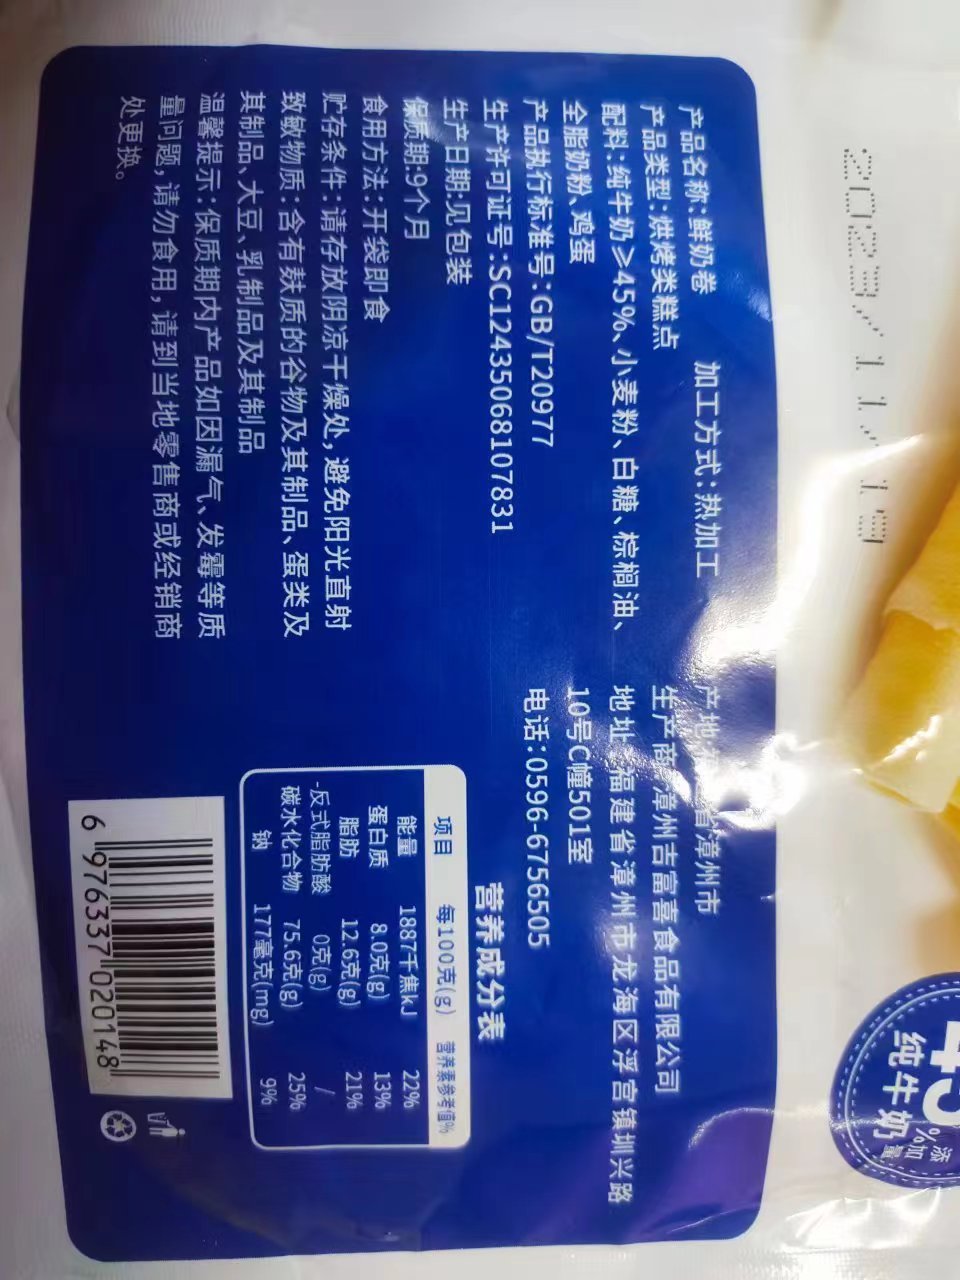 2023/11/19
产品名称:鲜奶卷 加工方式:热加工
产品类型:烘烤类糕点
配料:纯牛奶≥45%、小麦粉、白糖、棕榈油、
全脂奶粉、鸡蛋
产品执行标准号:GB/T20977
生产许可证号:SC12435068107831
生产日期:见包装
保质期:9个月
食用方法:开袋即食
贮存条件:请存放阴凉干燥处,避免阳光直射
致敏物质:含有麸质的谷物及其制品、蛋类及
其制品、大豆、乳制品及其制品
温馨提示:保质期内产品如因漏气、发霉等质
量问题,请勿食用,请到当地零售商或经销商
处更换。
产地 省漳州市
生产商 漳州吉富喜食品有限公司
地址 福建省漳州市龙海区浮宫镇圳兴路
10号C幢501室
电话:0596-6756505
营养成分表
项目 每100克(g) 营养素参考值%
能量 1887千焦kJ 22%
蛋白质 8.0克(g) 13%
脂肪 12.6克(g) 21%
-反式脂肪酸 0克(g) /
碳水化合物 75.6克(g) 25%
钠 177毫克(mg) 9%
6 976337 020148
45%
添加量
纯牛奶